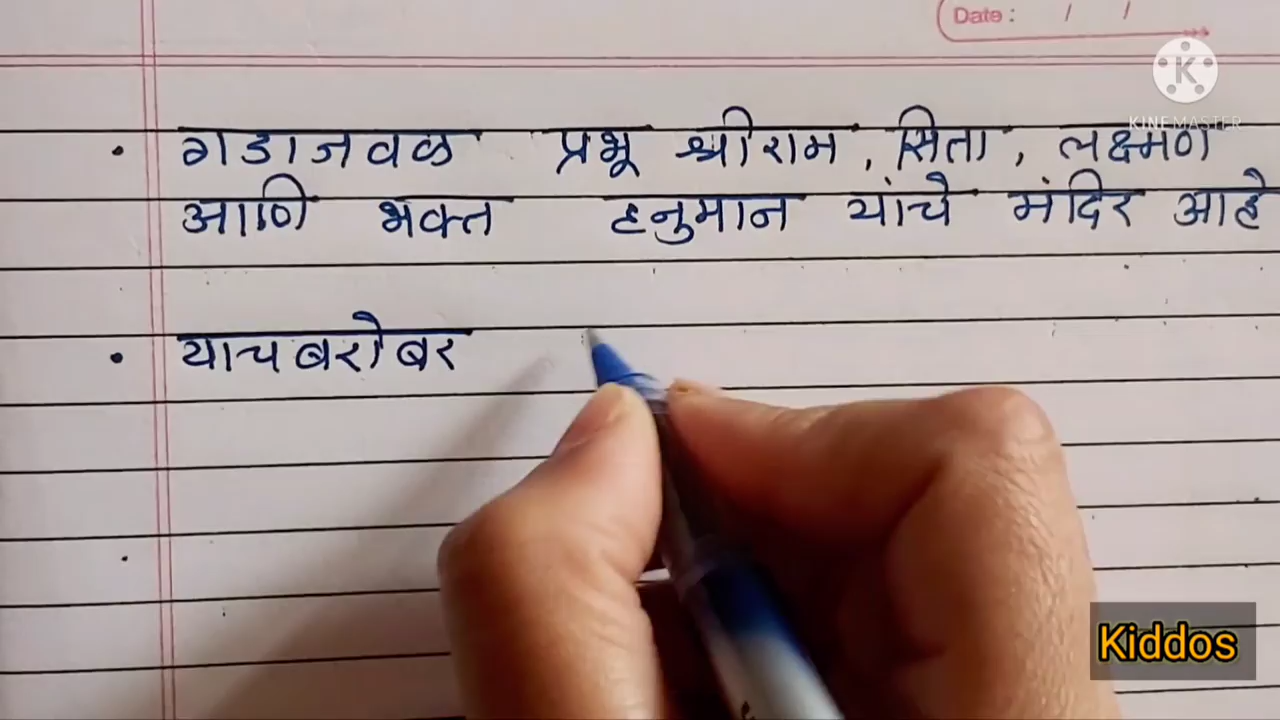 Date : / /
KINEMASTER
• गडाजवळ प्रभू श्रीराम, सिता, लक्ष्मण
आणि भक्त हनुमान यांचे मंदिर आहे
• याचबरोबर
Kiddos